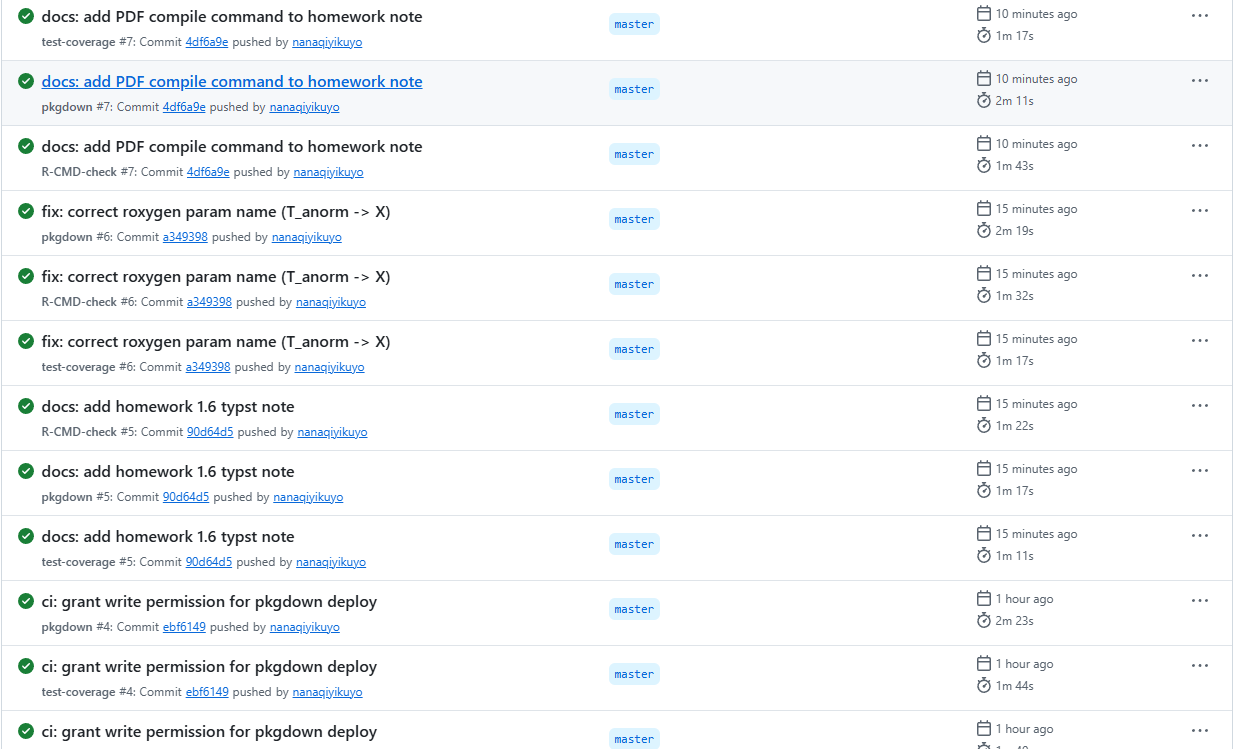 docs: add PDF compile command to homework note
master
10 minutes ago
test-coverage #7: Commit 4df6a9e pushed by nanaqiyikuyo
1m 17s
docs: add PDF compile command to homework note
master
10 minutes ago
pkgdown #7: Commit 4df6a9e pushed by nanaqiyikuyo
2m 11s
docs: add PDF compile command to homework note
master
10 minutes ago
R-CMD-check #7: Commit 4df6a9e pushed by nanaqiyikuyo
1m 43s
fix: correct roxygen param name (T_anorm -> X)
master
15 minutes ago
pkgdown #6: Commit a349398 pushed by nanaqiyikuyo
2m 19s
fix: correct roxygen param name (T_anorm -> X)
master
15 minutes ago
R-CMD-check #6: Commit a349398 pushed by nanaqiyikuyo
1m 32s
fix: correct roxygen param name (T_anorm -> X)
master
15 minutes ago
test-coverage #6: Commit a349398 pushed by nanaqiyikuyo
1m 17s
docs: add homework 1.6 typst note
master
15 minutes ago
R-CMD-check #5: Commit 90d64d5 pushed by nanaqiyikuyo
1m 22s
docs: add homework 1.6 typst note
master
15 minutes ago
pkgdown #5: Commit 90d64d5 pushed by nanaqiyikuyo
1m 17s
docs: add homework 1.6 typst note
master
15 minutes ago
test-coverage #5: Commit 90d64d5 pushed by nanaqiyikuyo
1m 11s
ci: grant write permission for pkgdown deploy
master
1 hour ago
pkgdown #4: Commit ebf6149 pushed by nanaqiyikuyo
2m 23s
ci: grant write permission for pkgdown deploy
master
1 hour ago
test-coverage #4: Commit ebf6149 pushed by nanaqiyikuyo
1m 44s
ci: grant write permission for pkgdown deploy
master
1 hour ago